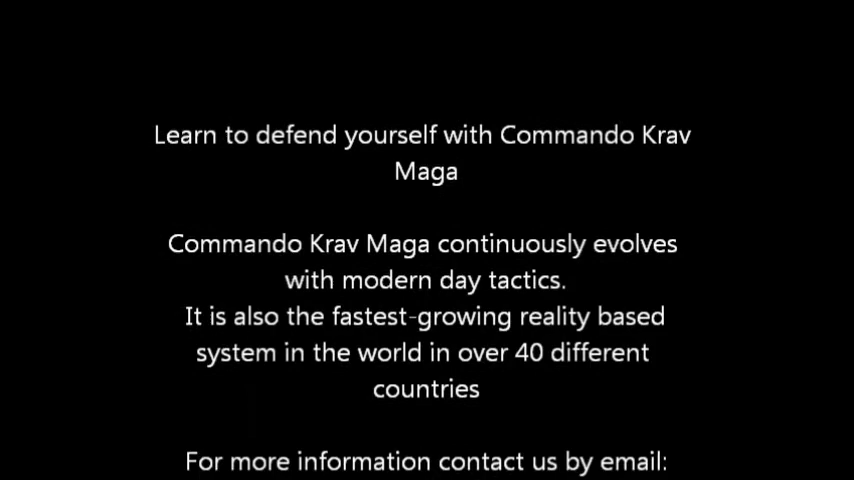 Learn to defend yourself with Commando Krav
Maga
Commando Krav Maga continuously evolves
with modern day tactics.
It is also the fastest-growing reality based
system in the world in over 40 different
countries
For more information contact us by email: